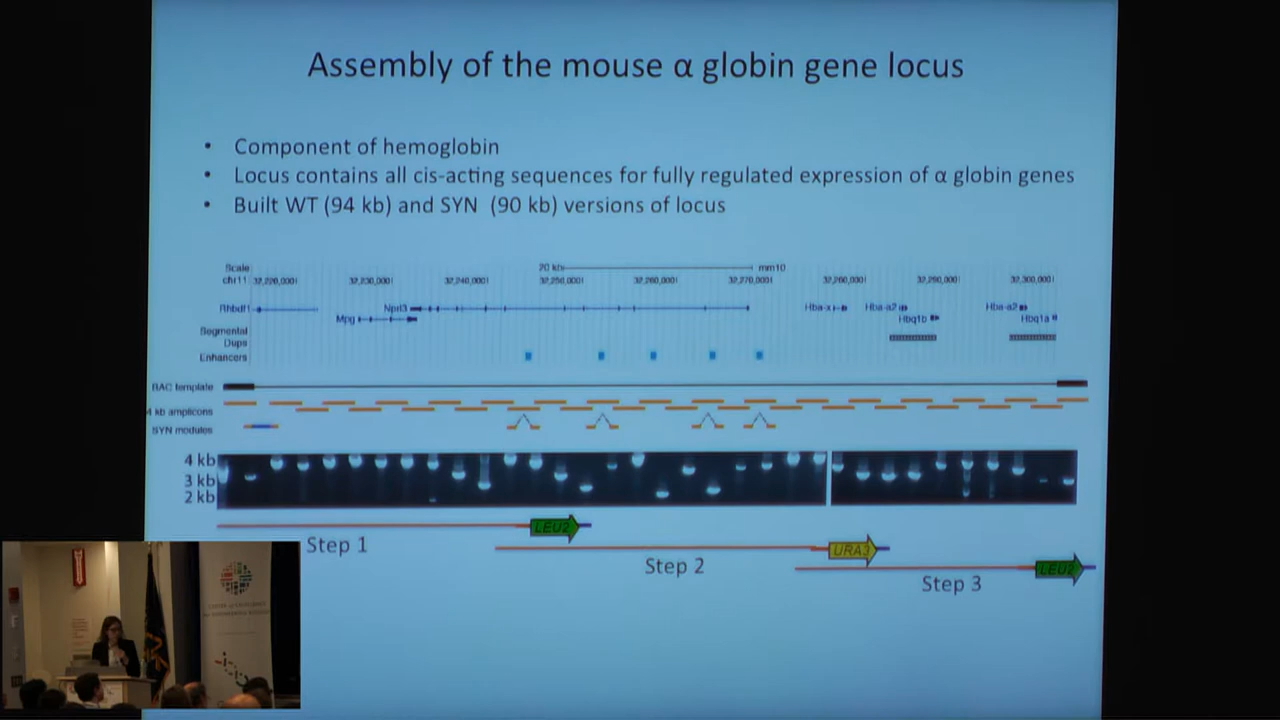 Assembly of the mouse α globin gene locus
• Component of hemoglobin
• Locus contains all cis-acting sequences for fully regulated expression of α globin genes
• Built WT (94 kb) and SYN (90 kb) versions of locus
Scale 20 kb mm10
chr11 32,220,000 32,230,000 32,240,000 32,250,000 32,260,000 32,270,000 32,280,000 32,290,000 32,300,000
Rhbdf1 Nprl3 Hba-x Hba-a2 Hba-a2
Mpg Hbq1b Hbq1a
Segmental
Dups
Enhancers
BAC template
4 kb amplicons
SYN modules
4 kb
3 kb
2 kb
LEU2
Step 1
URA3
Step 2
LEU2
Step 3